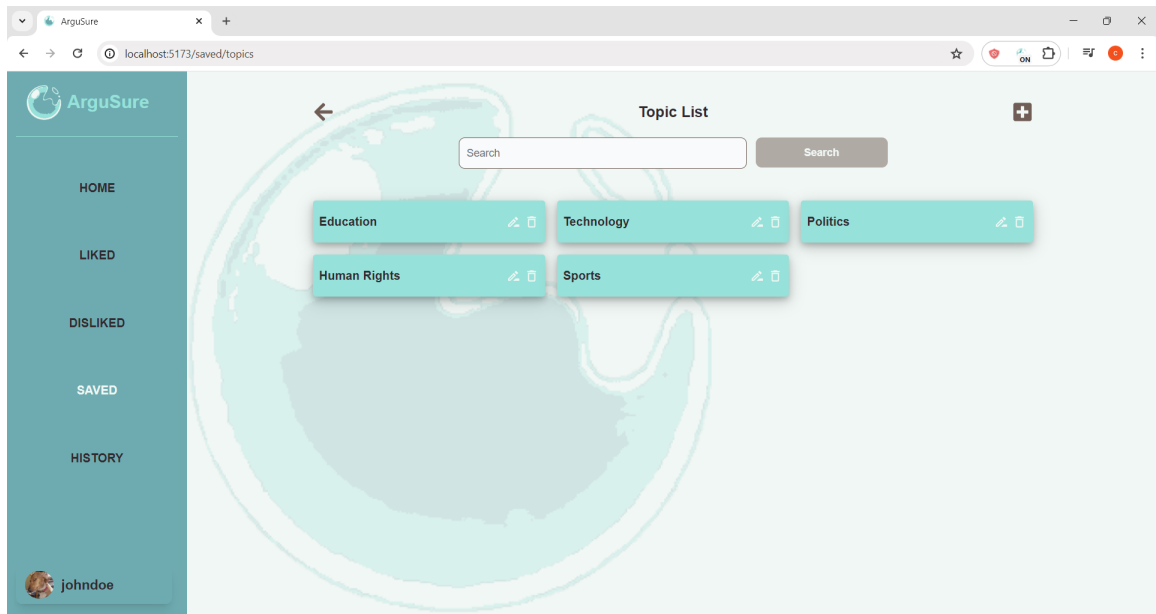 ArguSure
localhost:5173/saved/topics
ON
C
ArguSure
Topic List
Search
Search
HOME
LIKED
DISLIKED
SAVED
HISTORY
Education
Technology
Politics
Human Rights
Sports
johndoe